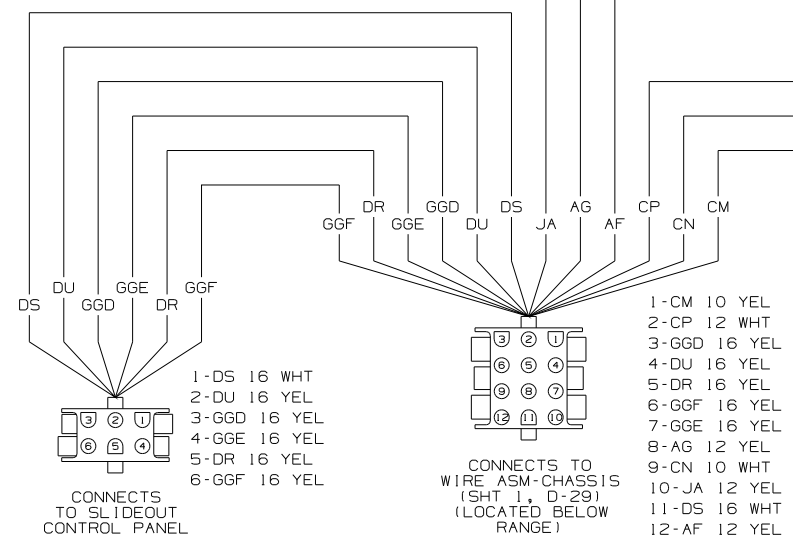 DR
GGD
DS
AG
CP
CM
GGF
GGE
DU
JA
AF
CN
DU
GGE
GGF
DS
GGD
DR
3 2 1
6 5 4
1-DS 16 WHT
2-DU 16 YEL
3-GGD 16 YEL
4-GGE 16 YEL
5-DR 16 YEL
6-GGF 16 YEL
CONNECTS
TO SLIDEOUT
CONTROL PANEL
3 2 1
6 5 4
9 8 7
12 11 10
CONNECTS TO
WIRE ASM-CHASSIS
(SHT 1, D-29)
(LOCATED BELOW
RANGE)
1-CM 10 YEL
2-CP 12 WHT
3-GGD 16 YEL
4-DU 16 YEL
5-DR 16 YEL
6-GGF 16 YEL
7-GGE 16 YEL
8-AG 12 YEL
9-CN 10 WHT
10-JA 12 YEL
11-DS 16 WHT
12-AF 12 YEL